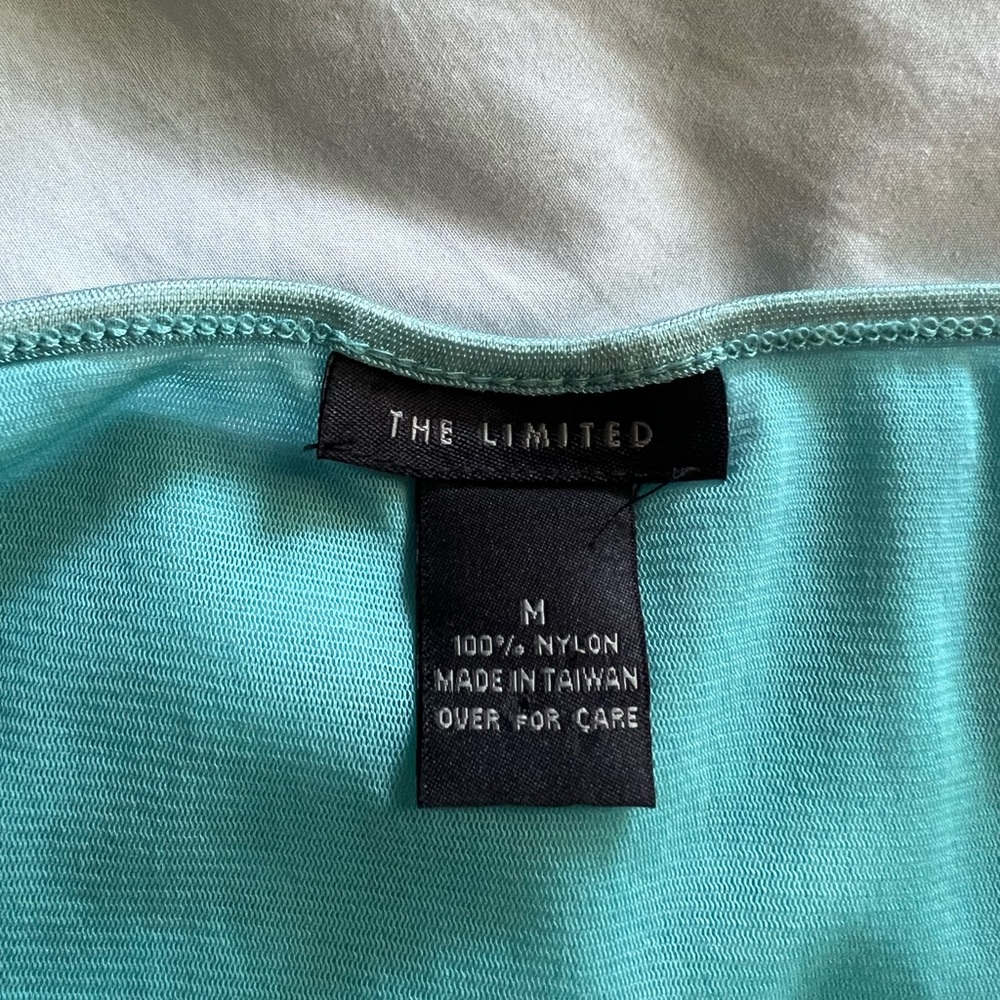 THE LIMITED
M
100% NYLON
MADE IN TAIWAN
OVER FOR CARE